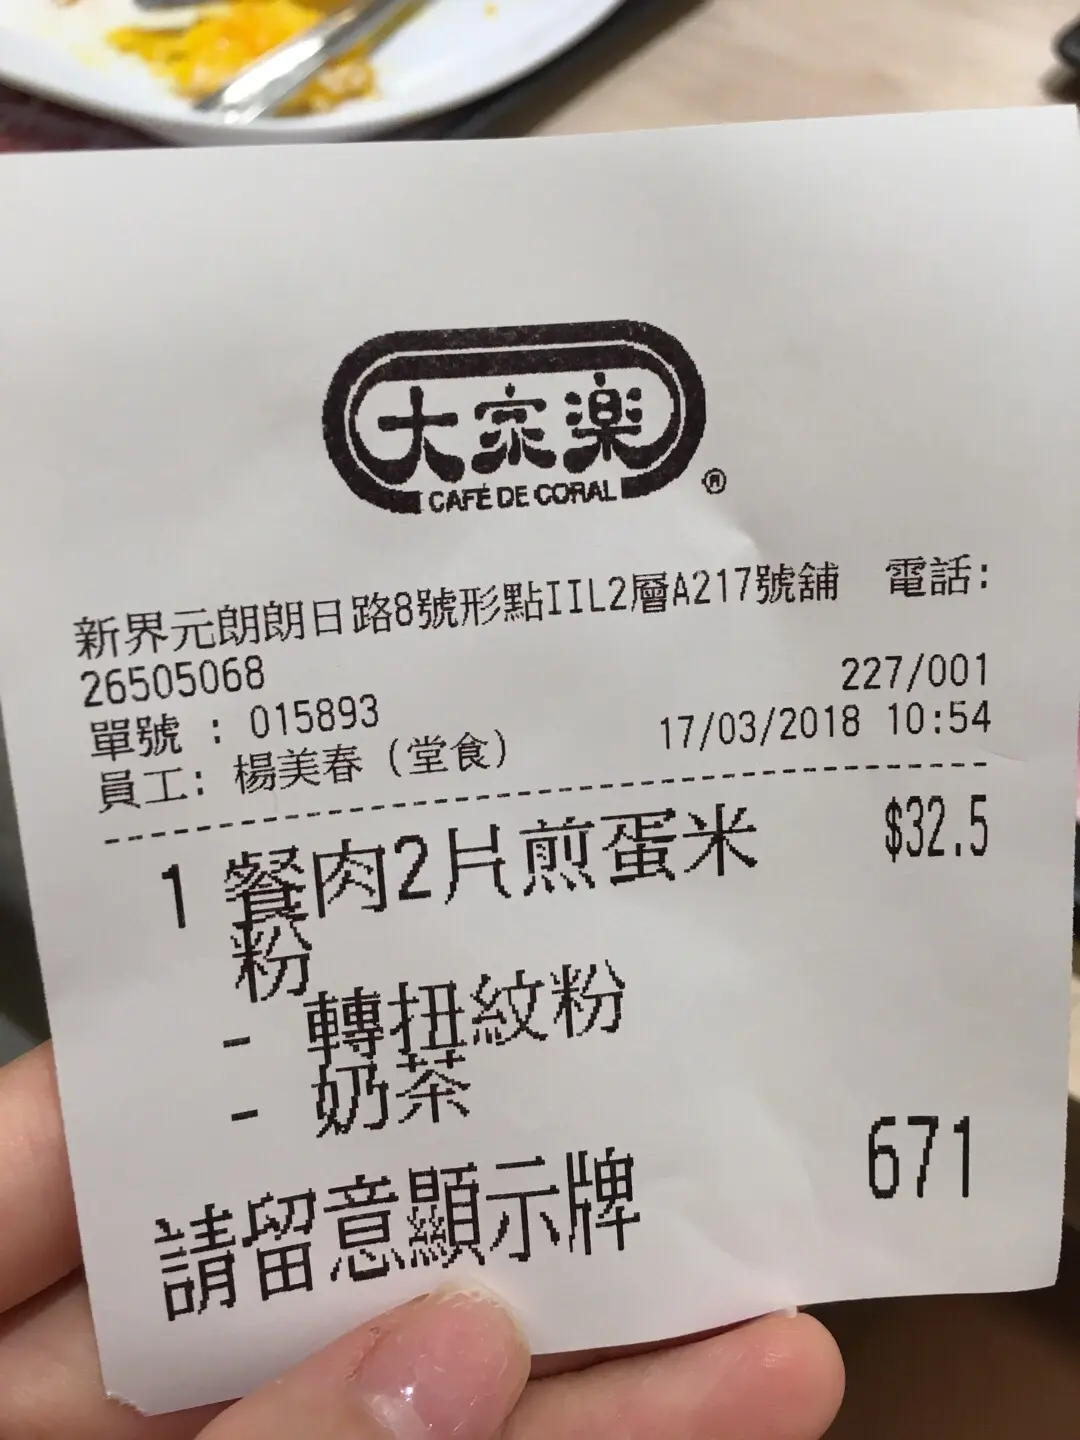 大家樂
CAFÉ DE CORAL ®
新界元朗朗日路8號形點IIL2層A217號舖 電話:
26505068
227/001
單號 : 015893
17/03/2018 10:54
員工: 楊美春 (堂食)
1 餐肉2片煎蛋米 $32.5
粉
- 轉扭紋粉
- 奶茶
671
請留意顯示牌